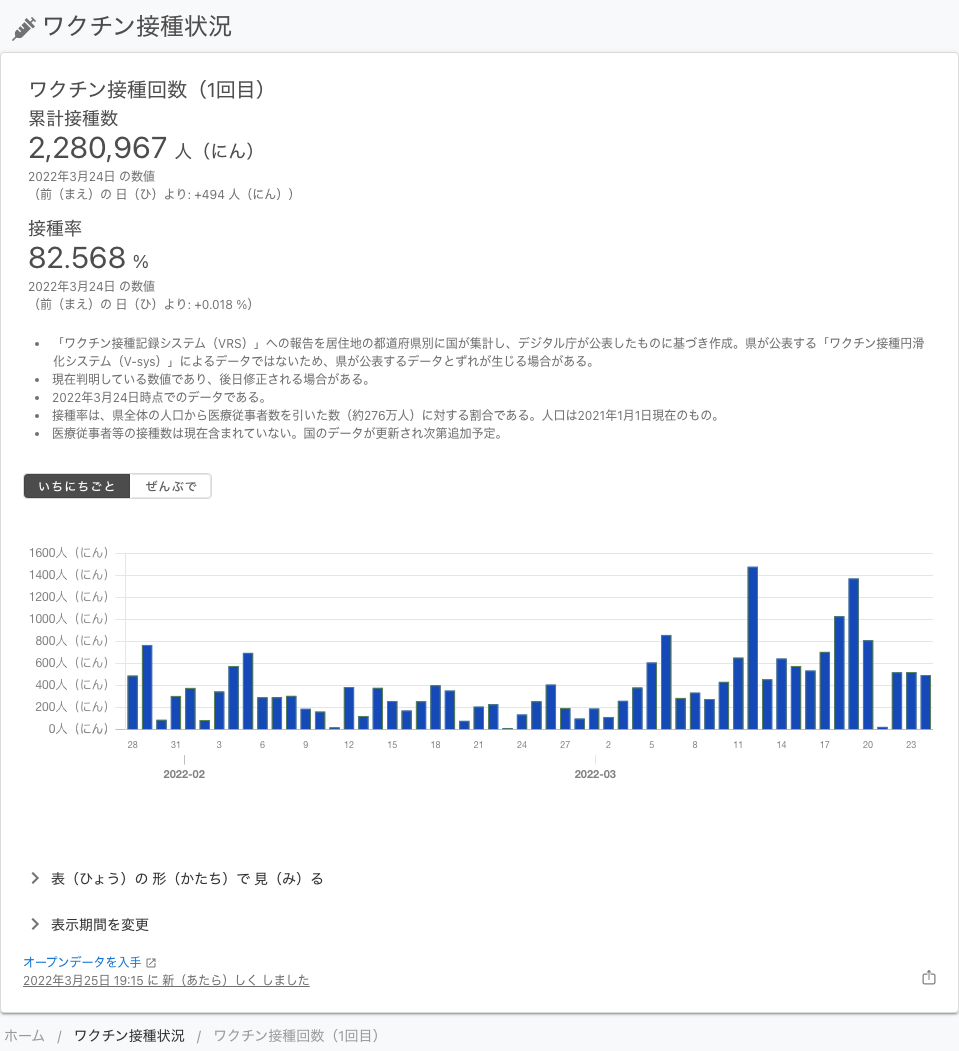 ワクチン接種状況
ワクチン接種回数（1回目）
累計接種数
2,280,967 人（にん）
2022年3月24日 の数値
（前（まえ）の 日（ひ）より: +494 人（にん））
接種率
82.568 %
2022年3月24日 の数値
（前（まえ）の 日（ひ）より: +0.018 %）
• 「ワクチン接種記録システム（VRS）」への報告を居住地の都道府県別に国が集計し、デジタル庁が公表したものに基づき作成。県が公表する「ワクチン接種円滑
化システム（V-sys）」によるデータではないため、県が公表するデータとずれが生じる場合がある。
• 現在判明している数値であり、後日修正される場合がある。
• 2022年3月24日時点でのデータである。
• 接種率は、県全体の人口から医療従事者数を引いた数（約276万人）に対する割合である。人口は2021年1月1日現在のもの。
• 医療従事者等の接種数は現在含まれていない。国のデータが更新され次第追加予定。
いちにちごと ぜんぶで
1600人（にん）
1400人（にん）
1200人（にん）
1000人（にん）
800人（にん）
600人（にん）
400人（にん）
200人（にん）
0人（にん）
28 31 3 6 9 12 15 18 21 24 27 2 5 8 11 14 17 20 23
2022-02 2022-03
表（ひょう）の 形（かたち）で 見（み）る
表示期間を変更
オープンデータを入手
2022年3月25日 19:15 に 新（あたら）しく しました
ホーム / ワクチン接種状況 / ワクチン接種回数（1回目）